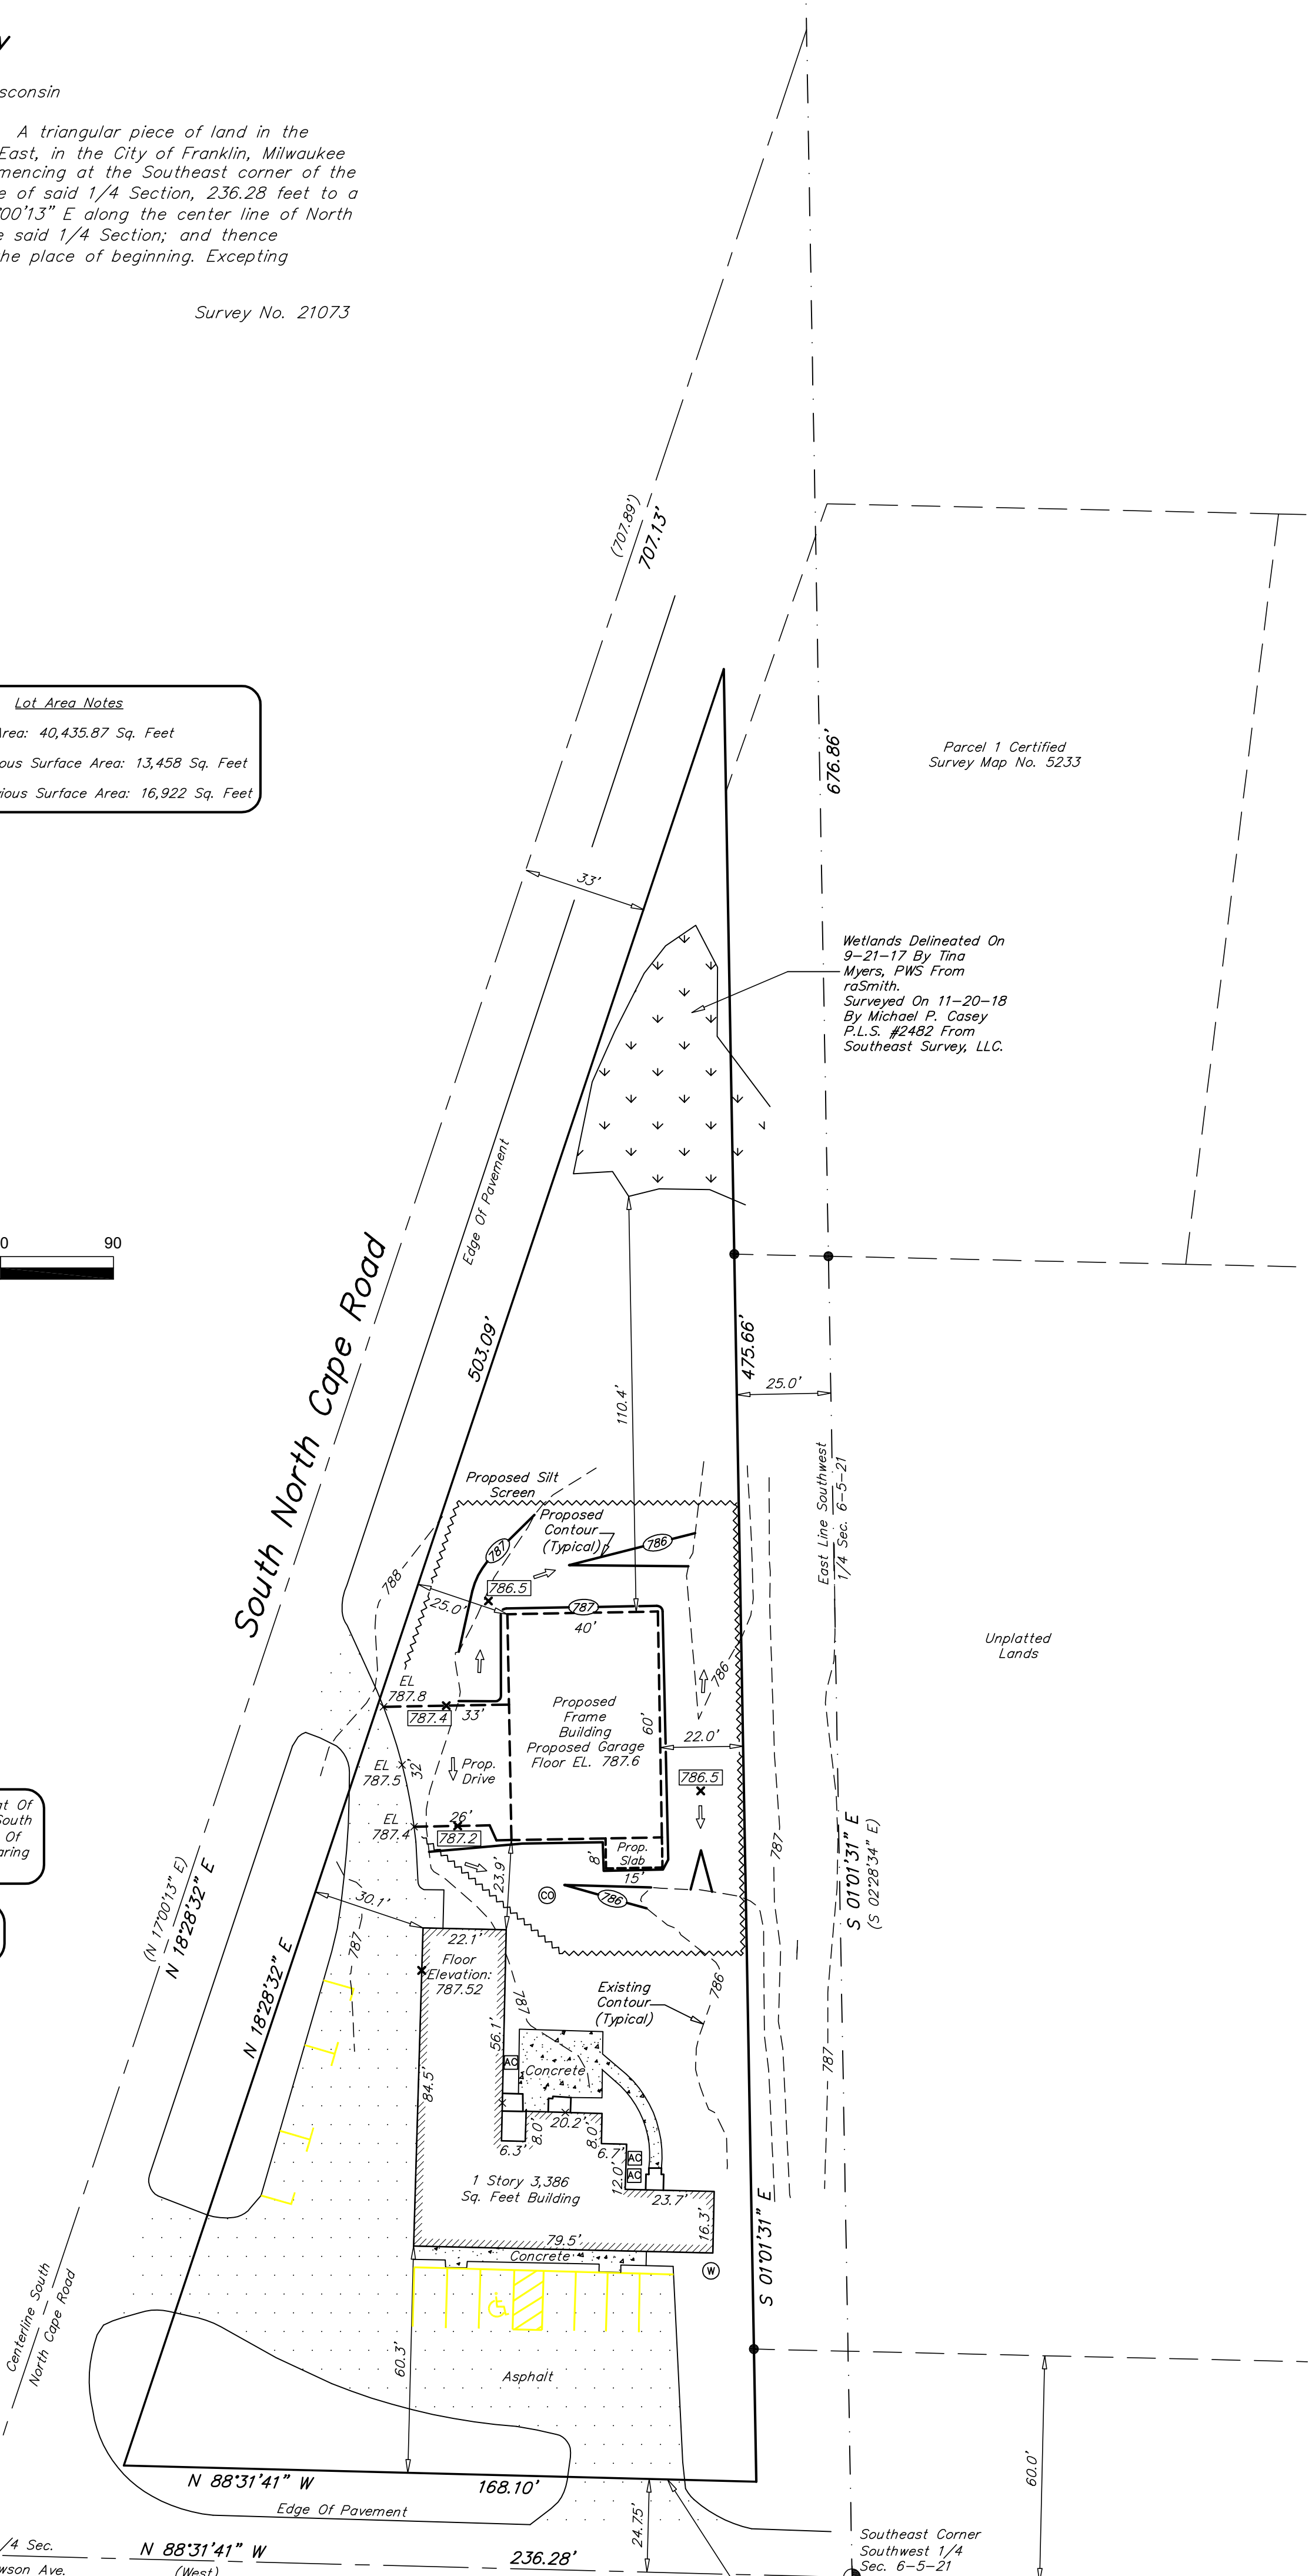 A triangular piece of land in the
East, in the City of Franklin, Milwaukee
at the Southeast corner of the
of said 1/4 Section, 236.28 feet to a
E along the center line of North
said 1/4 Section; and thence
the place of beginning. Excepting
Survey No. 21073
Lot Area Notes
Area: 40,435.87 Sq. Feet
Surface Area: 13,458 Sq. Feet
Surface Area: 16,922 Sq. Feet
(707.89')
707.13'
676.86'
Parcel 1 Certified
Survey Map No. 5233
33'
Wetlands Delineated On
9-21-17 By Tina
Myers, PWS From
raSmith.
Surveyed On 11-20-18
By Michael P. Casey
P.L.S. #2482 From
Southeast Survey, LLC.
Edge Of Pavement
0 90
South North Cape Road
503.09'
475.66'
25.0'
110.4'
East Line Southwest
1/4 Sec. 6-5-21
Proposed Silt
Screen
Proposed
Contour
(Typical)
787
786
788
786.5
25.0'
787
40'
Unplatted
Lands
EL
787.8
787.4
33'
Proposed
Frame
Building
Proposed Garage
Floor EL. 787.6
60'
786
22.0'
EL
787.5
32'
Prop.
Drive
786.5
EL
787.4
26'
787.2
Prop.
Slab
8'
15'
23.9'
CO
786
787
S 01°01'31" E
(S 02°28'34" E)
(N 17°00'13" E)
N 18°28'32" E
30.1'
N 18°28'32" E
787
22.1'
Floor
Elevation:
787.52
787
Existing
Contour
(Typical)
786
787
56.1'
84.5'
AC
Concrete
20.2'
6.3'
8.0'
8.0'
6.7'
AC
AC
12.0'
1 Story 3,386
Sq. Feet Building
23.7'
16.3'
79.5'
Concrete
W
S 01°01'31" E
Centerline South
North Cape Road
60.3'
Asphalt
N 88°31'41" W
168.10'
Edge Of Pavement
24.75'
60.0'
1/4 Sec.
N 88°31'41" W
Ave.
(West)
236.28'
Southeast Corner
Southwest 1/4
Sec. 6-5-21